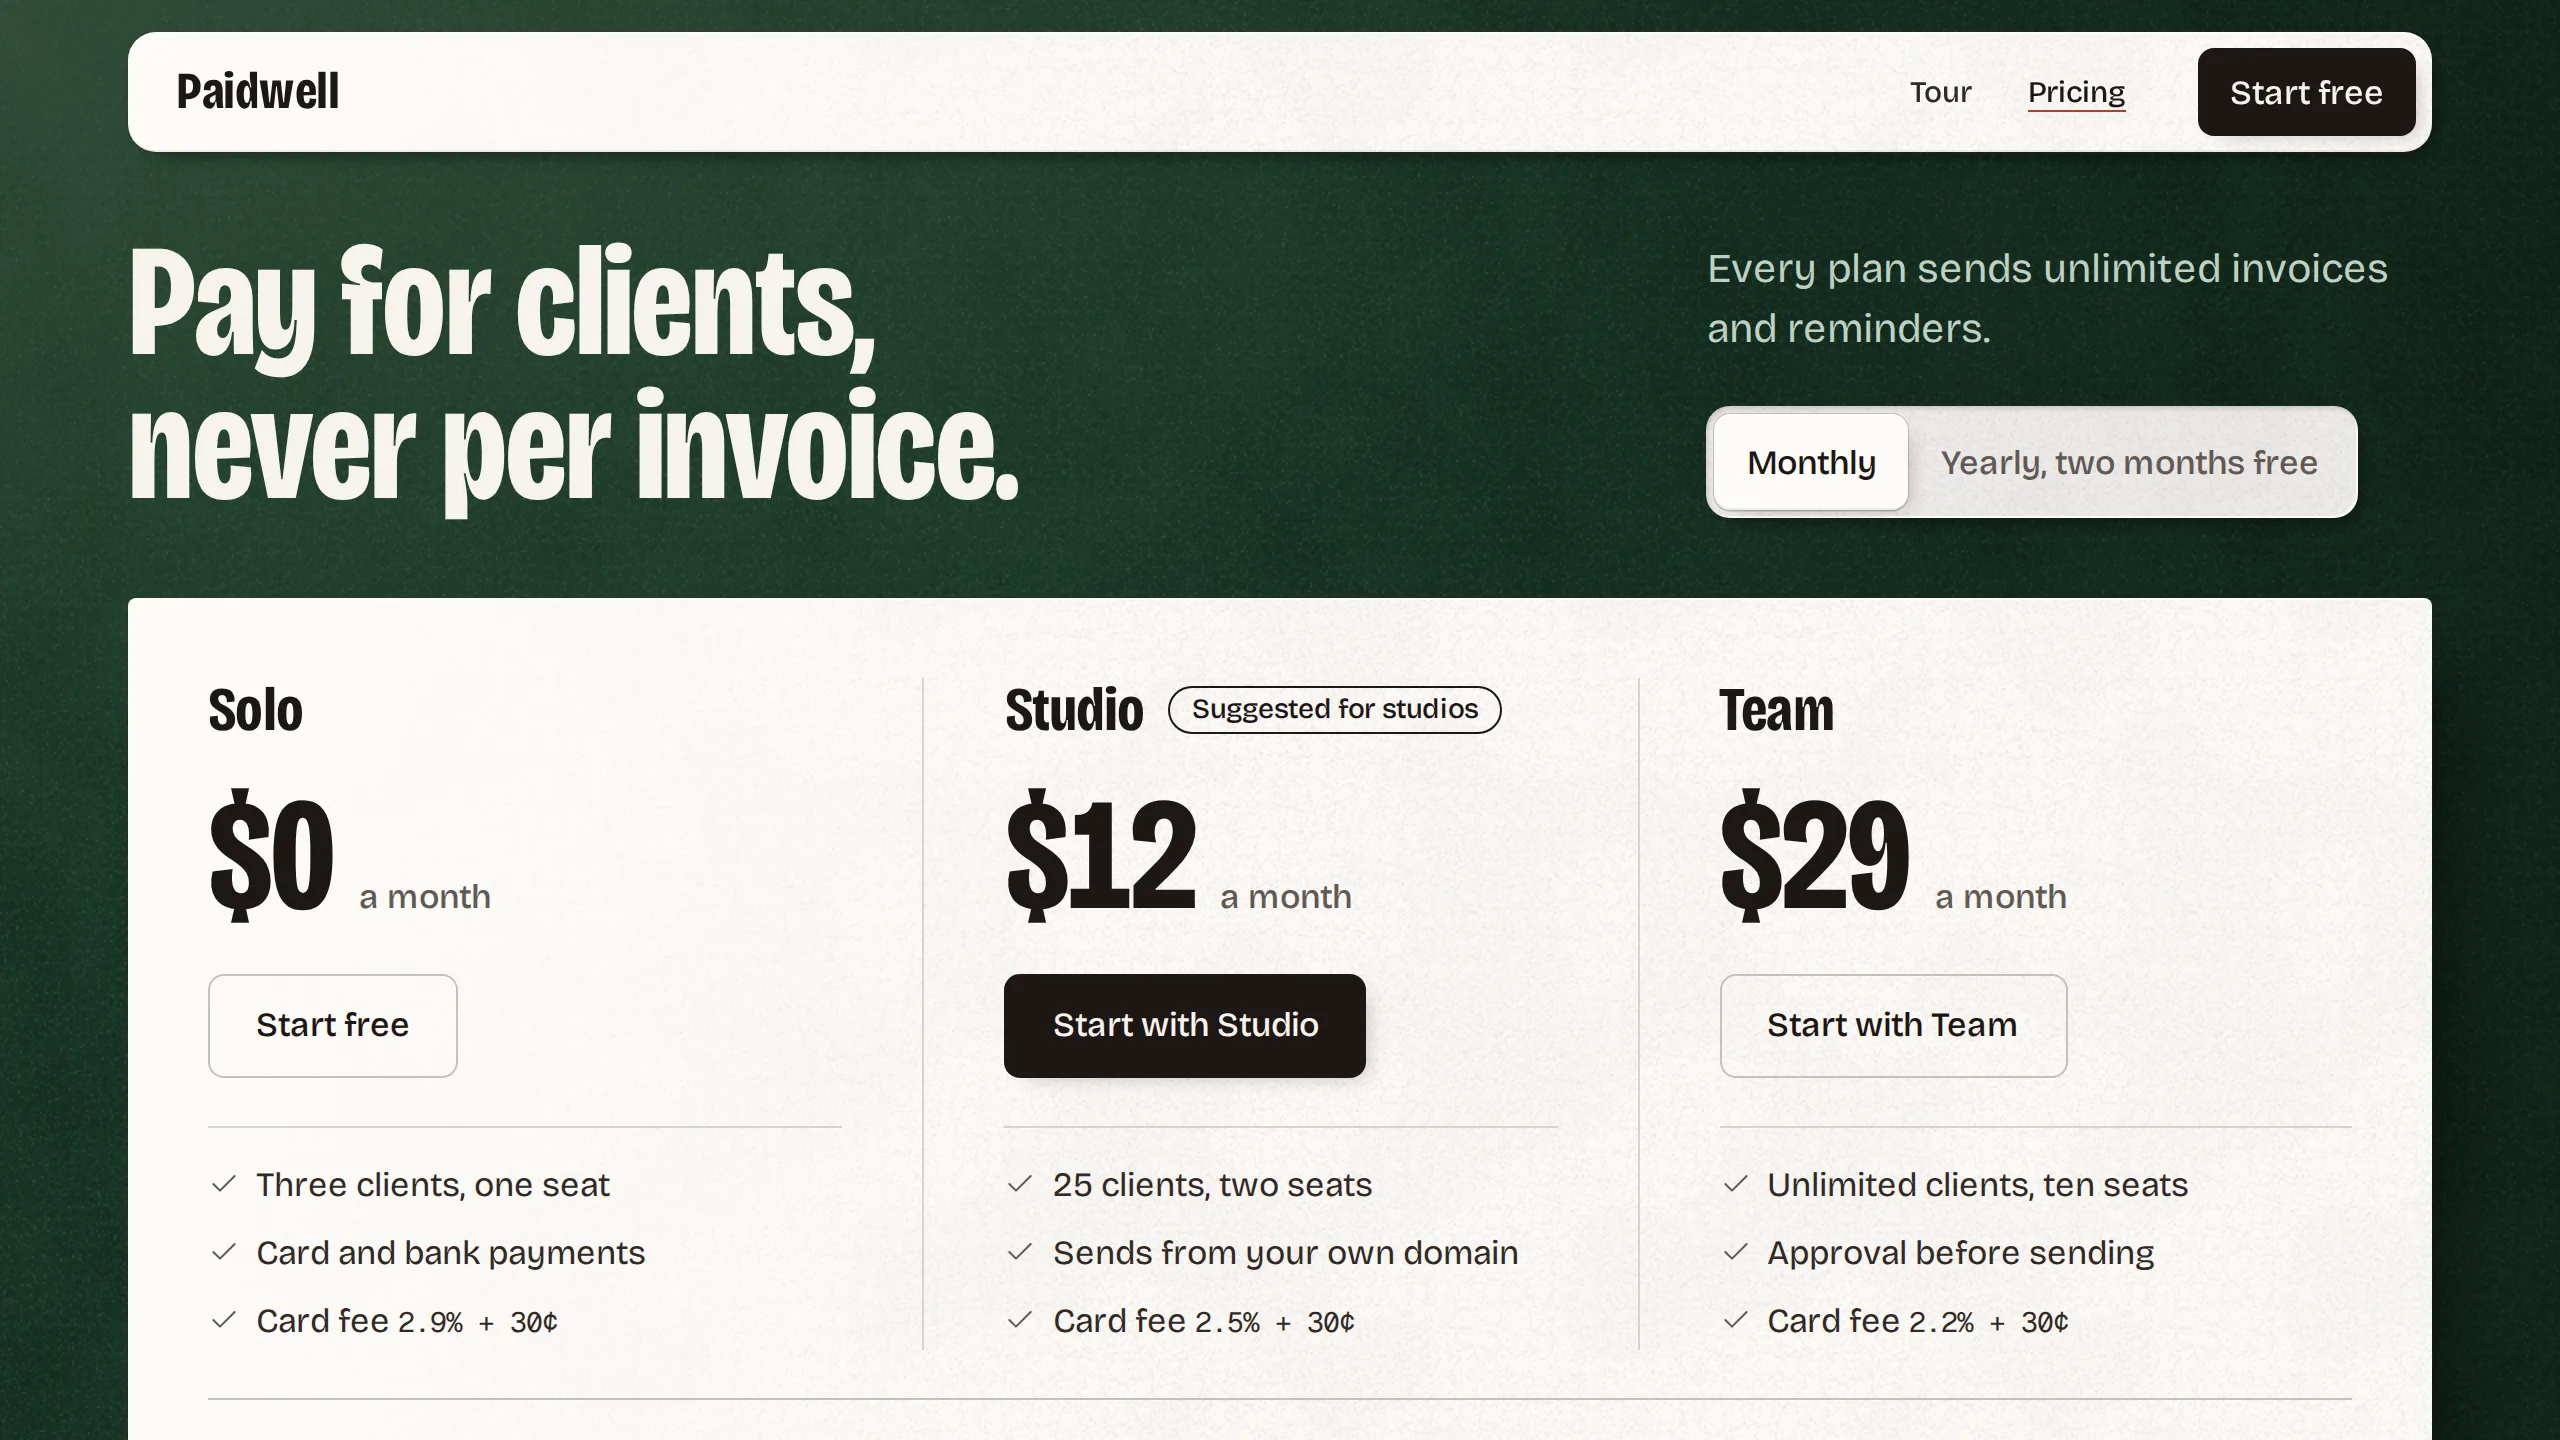 Paidwell
Tour
Pricing
Start free
Pay for clients,
never per invoice.
Every plan sends unlimited invoices
and reminders.
Monthly
Yearly, two months free
Solo
$0 a month
Start free
Three clients, one seat
Card and bank payments
Card fee 2.9% + 30¢
Studio
Suggested for studios
$12 a month
Start with Studio
25 clients, two seats
Sends from your own domain
Card fee 2.5% + 30¢
Team
$29 a month
Start with Team
Unlimited clients, ten seats
Approval before sending
Card fee 2.2% + 30¢